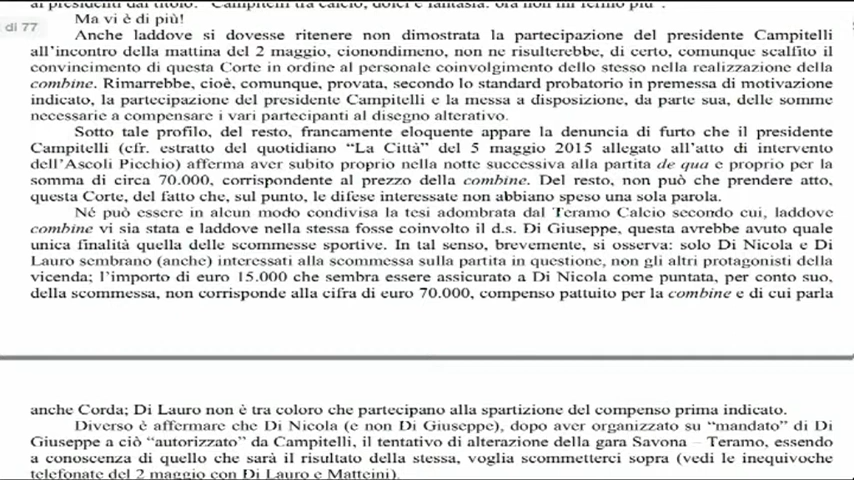 ai presidenti dal titolo: "Campitelli tra calcio, dolci e fantasia: ora non mi fermo più".
Ma vi è di più!
di 77
Anche laddove si dovesse ritenere non dimostrata la partecipazione del presidente Campitelli
all'incontro della mattina del 2 maggio, cionondimeno, non ne risulterebbe, di certo, comunque scalfito il
convincimento di questa Corte in ordine al personale coinvolgimento dello stesso nella realizzazione della
combine. Rimarrebbe, cioè, comunque, provata, secondo lo standard probatorio in premessa di motivazione
indicato, la partecipazione del presidente Campitelli e la messa a disposizione, da parte sua, delle somme
necessarie a compensare i vari partecipanti al disegno alterativo.
Sotto tale profilo, del resto, francamente eloquente appare la denuncia di furto che il presidente
Campitelli (cfr. estratto del quotidiano "La Città" del 5 maggio 2015 allegato all'atto di intervento
dell'Ascoli Picchio) afferma aver subito proprio nella notte successiva alla partita de qua e proprio per la
somma di circa 70.000, corrispondente al prezzo della combine. Del resto, non può che prendere atto,
questa Corte, del fatto che, sul punto, le difese interessate non abbiano speso una sola parola.
Né può essere in alcun modo condivisa la tesi adombrata dal Teramo Calcio secondo cui, laddove
combine vi sia stata e laddove nella stessa fosse coinvolto il d.s. Di Giuseppe, questa avrebbe avuto quale
unica finalità quella delle scommesse sportive. In tal senso, brevemente, si osserva: solo Di Nicola e Di
Lauro sembrano (anche) interessati alla scommessa sulla partita in questione, non gli altri protagonisti della
vicenda; l'importo di euro 15.000 che sembra essere assicurato a Di Nicola come puntata, per conto suo,
della scommessa, non corrisponde alla cifra di euro 70.000, compenso pattuito per la combine e di cui parla
anche Corda; Di Lauro non è tra coloro che partecipano alla spartizione del compenso prima indicato.
Diverso è affermare che Di Nicola (e non Di Giuseppe), dopo aver organizzato su "mandato" di Di
Giuseppe a ciò "autorizzato" da Campitelli, il tentativo di alterazione della gara Savona – Teramo, essendo
a conoscenza di quello che sarà il risultato della stessa, voglia scommetterci sopra (vedi le inequivoche
telefonate del 2 maggio con Di Lauro e Matteini).